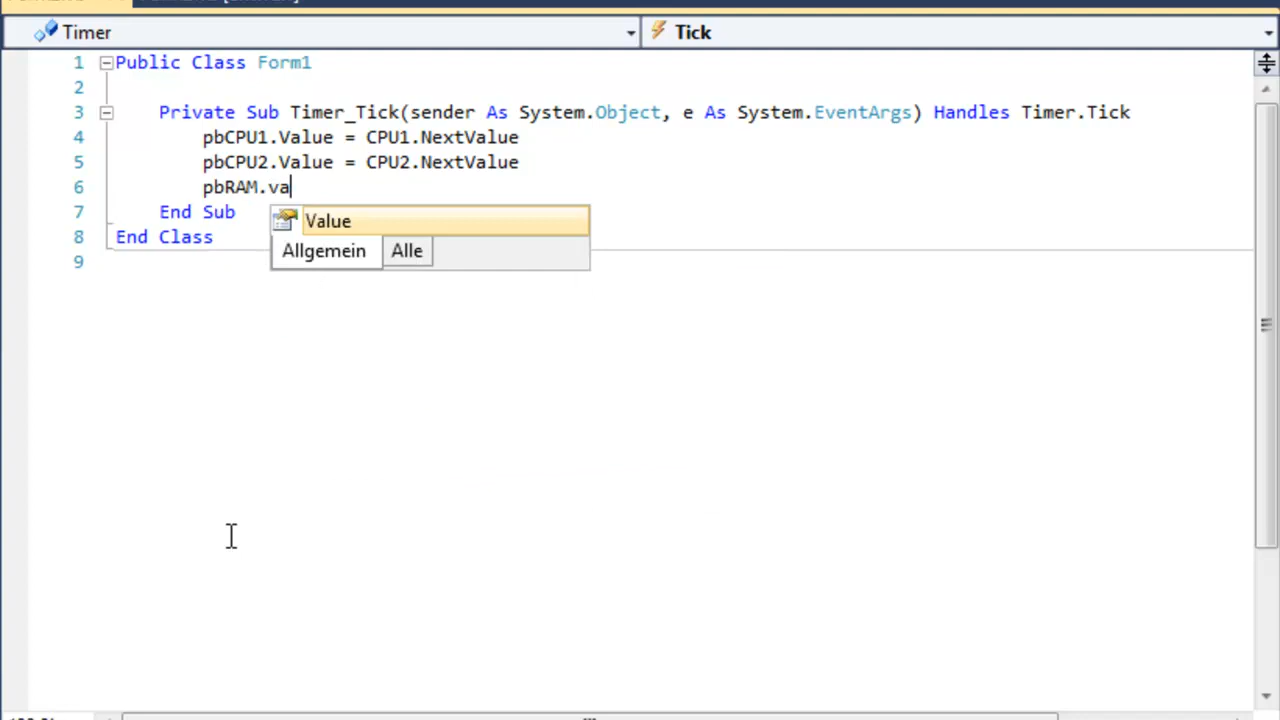 Timer
Tick
1 Public Class Form1
2
3 Private Sub Timer_Tick(sender As System.Object, e As System.EventArgs) Handles Timer.Tick
4 pbCPU1.Value = CPU1.NextValue
5 pbCPU2.Value = CPU2.NextValue
6 pbRAM.va
7 End Sub
Value
8 End Class
Allgemein Alle
9